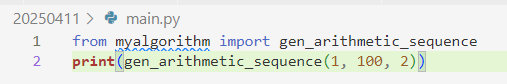 20250411 > main.py
1 from myalgorithm import gen_arithmetic_sequence
2 print(gen_arithmetic_sequence(1, 100, 2))